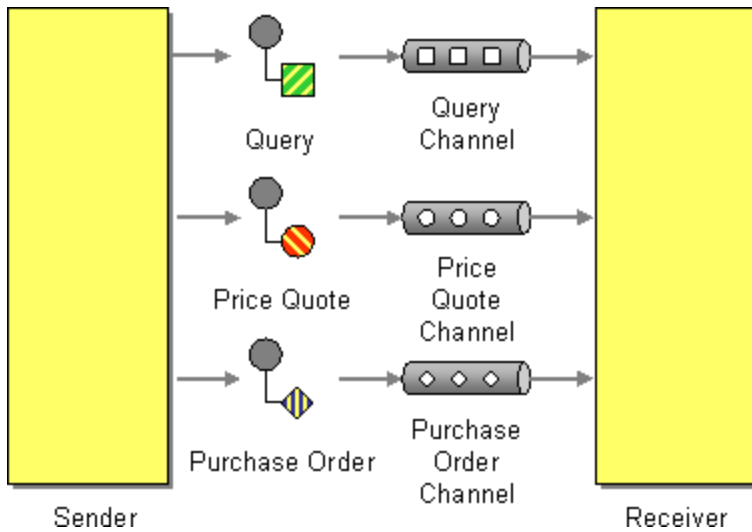 Query
Query
Channel
Price Quote
Price
Quote
Channel
Purchase Order
Purchase
Order
Channel
Sender
Receiver